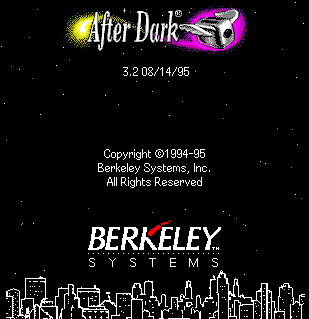 After Dark®
3.2 08/14/95
Copyright ©1994-95
Berkeley Systems, Inc.
All Rights Reserved
BERKELEY™
SYSTEMS